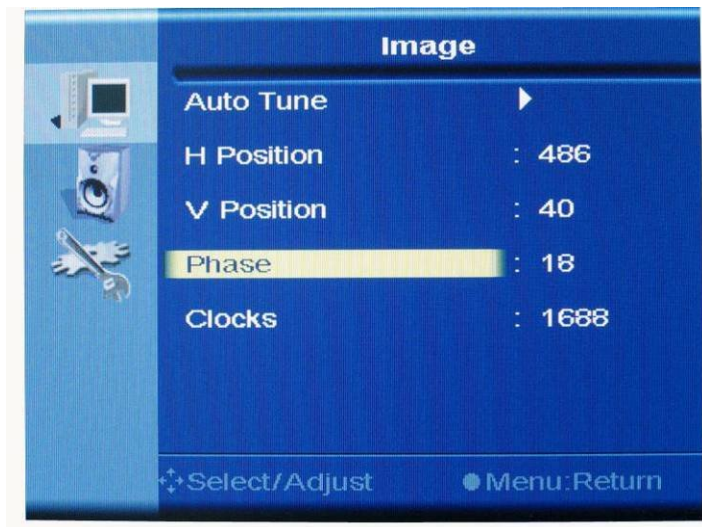 Image
Auto Tune
H Position : 486
V Position : 40
Phase : 18
Clocks : 1688
Select/Adjust Menu:Return